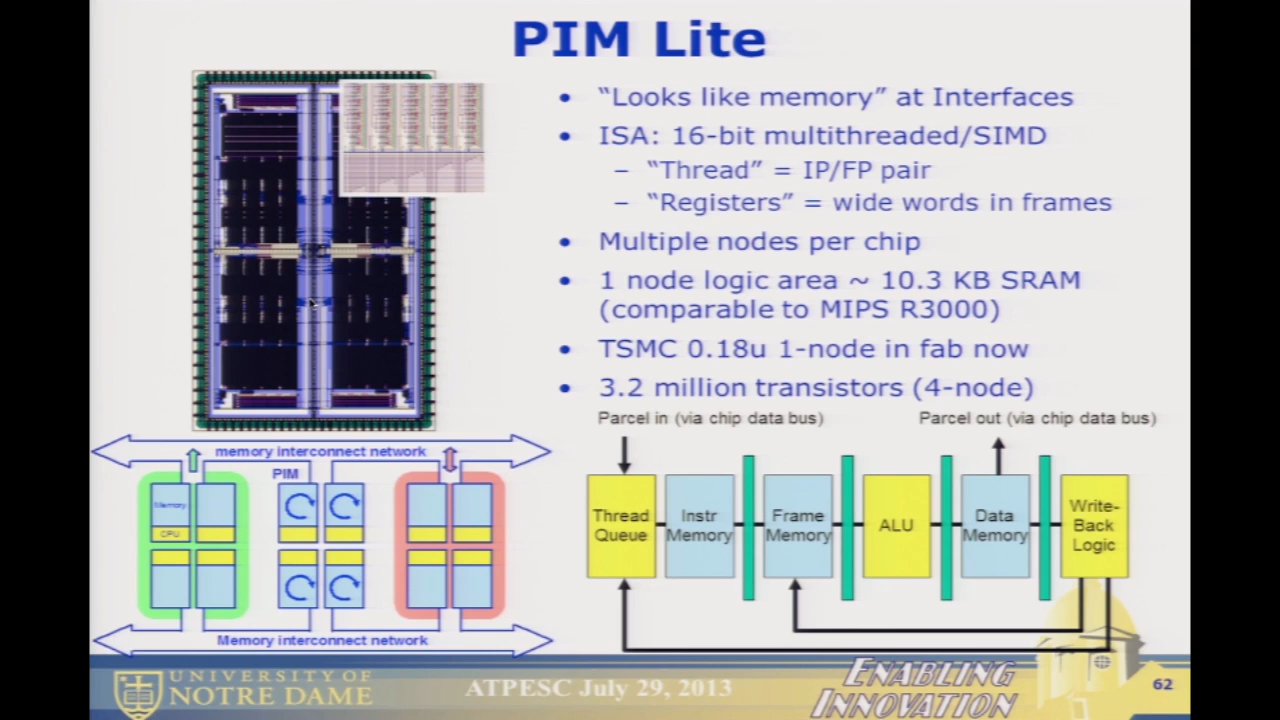 PIM Lite
• “Looks like memory” at Interfaces
• ISA: 16-bit multithreaded/SIMD
– “Thread” = IP/FP pair
– “Registers” = wide words in frames
• Multiple nodes per chip
• 1 node logic area ~ 10.3 KB SRAM
(comparable to MIPS R3000)
• TSMC 0.18u 1-node in fab now
• 3.2 million transistors (4-node)
memory interconnect network
PIM
Memory
CPU
Memory interconnect network
Parcel in (via chip data bus)
Parcel out (via chip data bus)
Thread
Queue
Instr
Memory
Frame
Memory
ALU
Data
Memory
Write-
Back
Logic
UNIVERSITY OF
NOTRE DAME
ATPESC July 29, 2013
ENABLING
INNOVATION
62